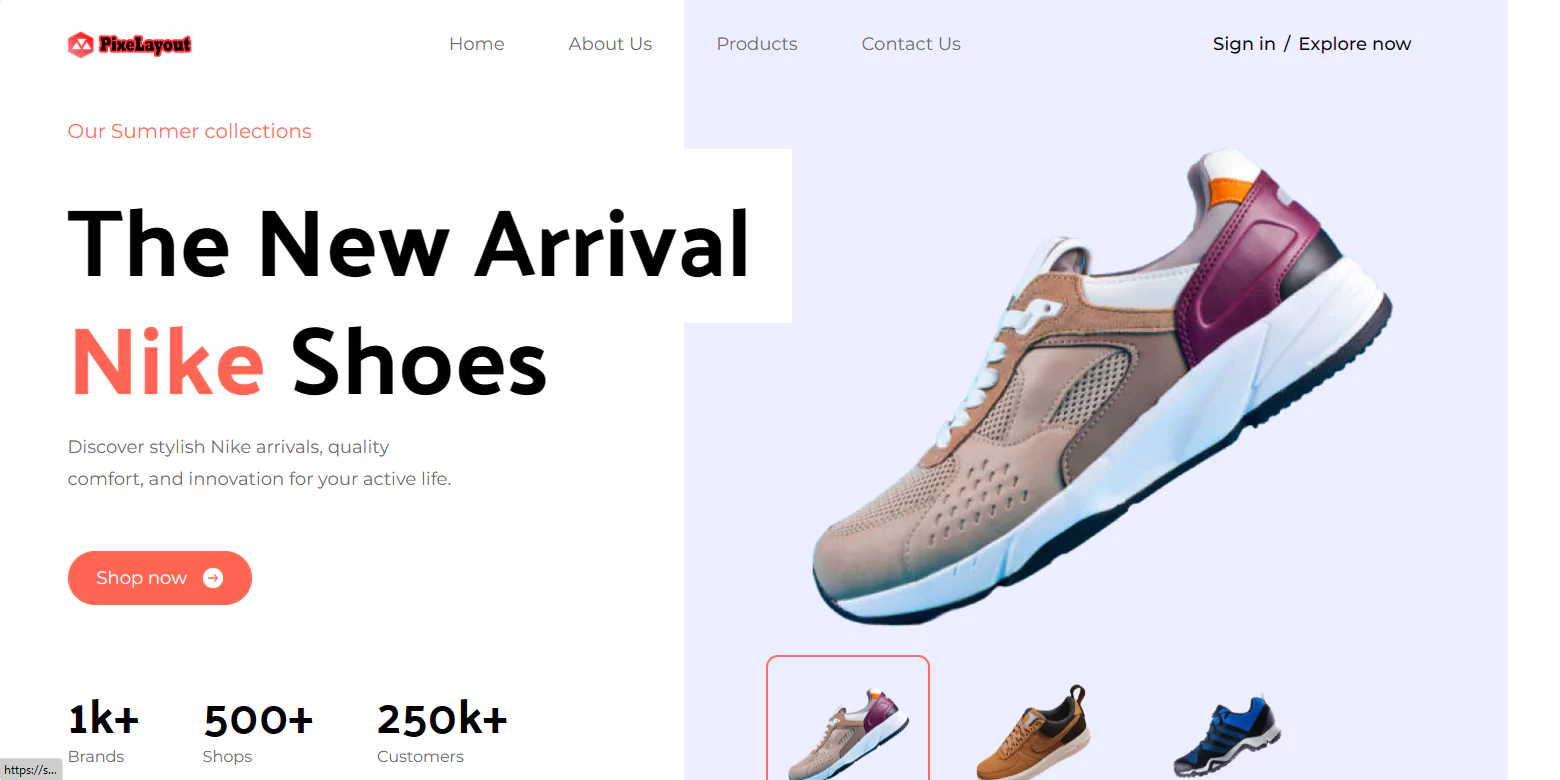 PixeLayout
Home
About Us
Products
Contact Us
Sign in / Explore now
Our Summer collections
The New Arrival
Nike Shoes
Discover stylish Nike arrivals, quality
comfort, and innovation for your active life.
Shop now
1k+
500+
250k+
Brands
Shops
Customers
https://s...